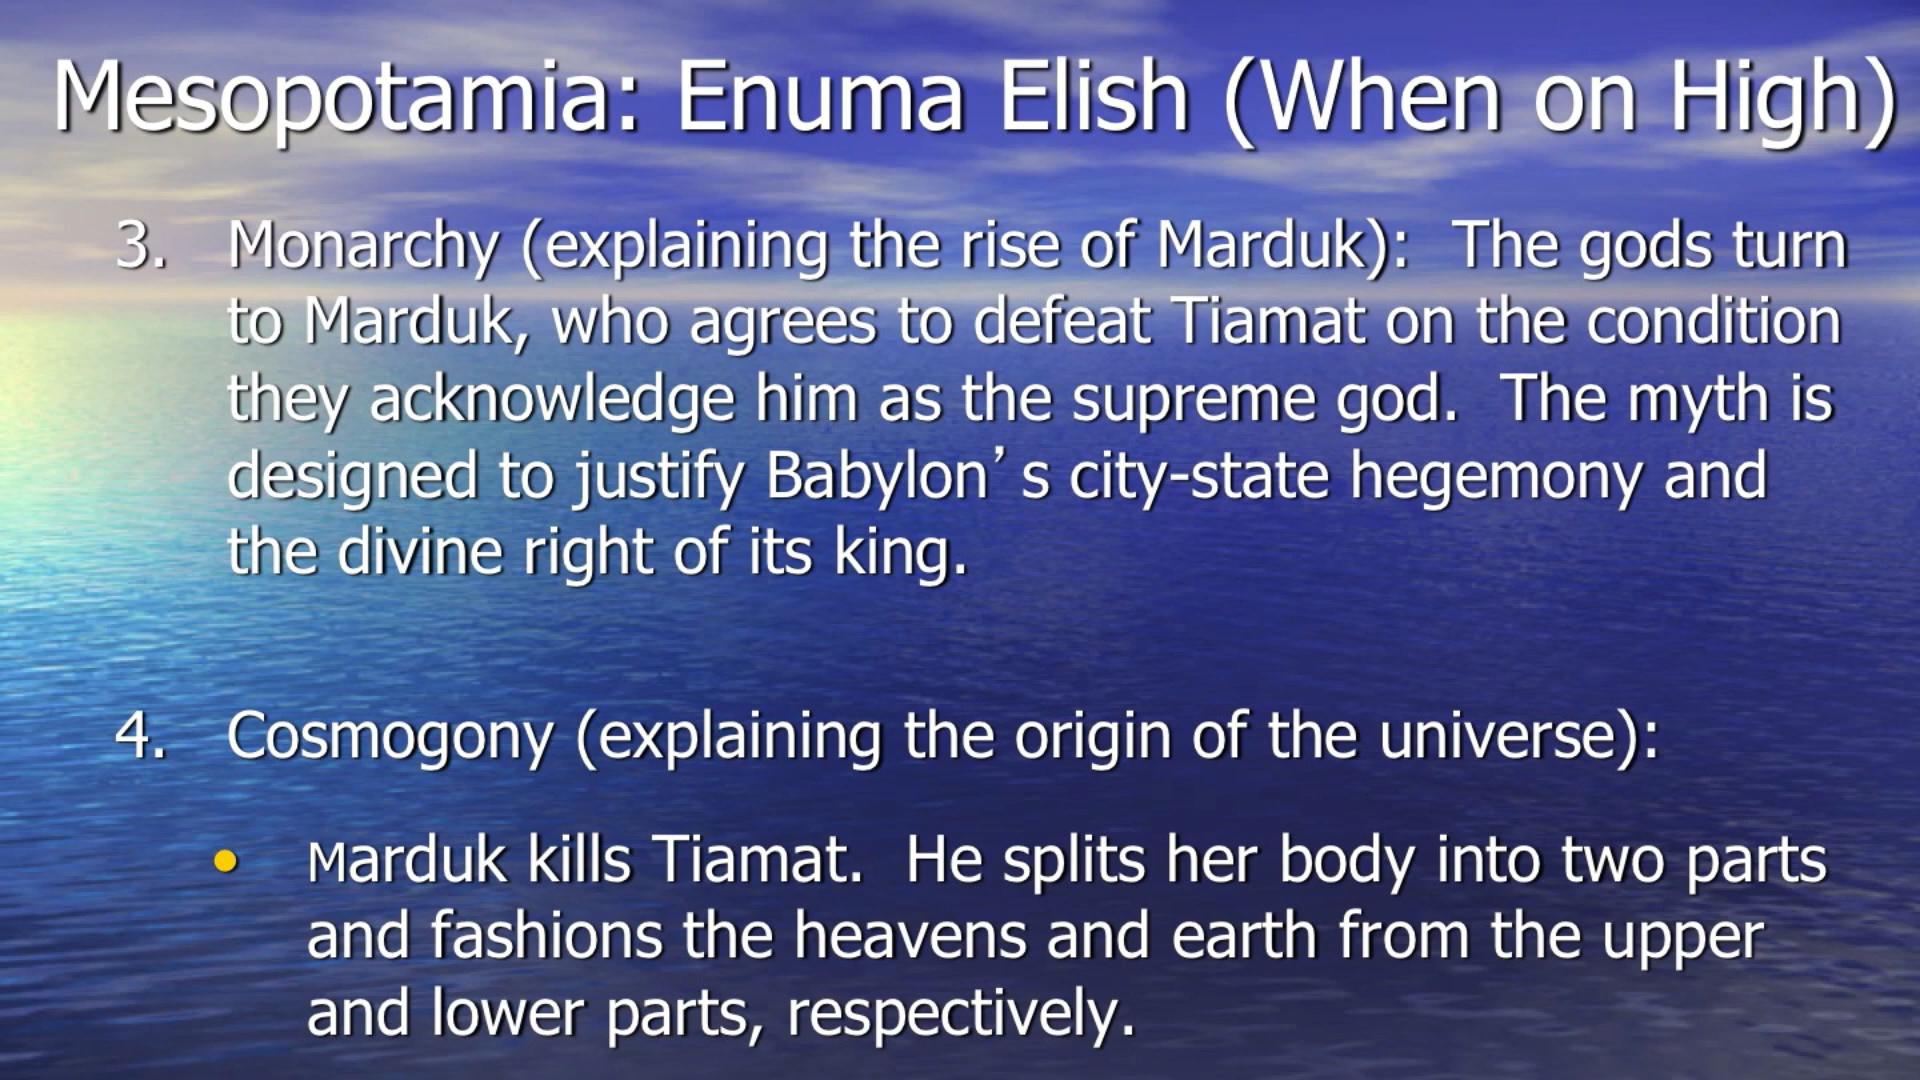 Mesopotamia: Enuma Elish (When on High)
3. Monarchy (explaining the rise of Marduk): The gods turn
to Marduk, who agrees to defeat Tiamat on the condition
they acknowledge him as the supreme god. The myth is
designed to justify Babylon’s city-state hegemony and
the divine right of its king.
4. Cosmogony (explaining the origin of the universe):
• Marduk kills Tiamat. He splits her body into two parts
and fashions the heavens and earth from the upper
and lower parts, respectively.